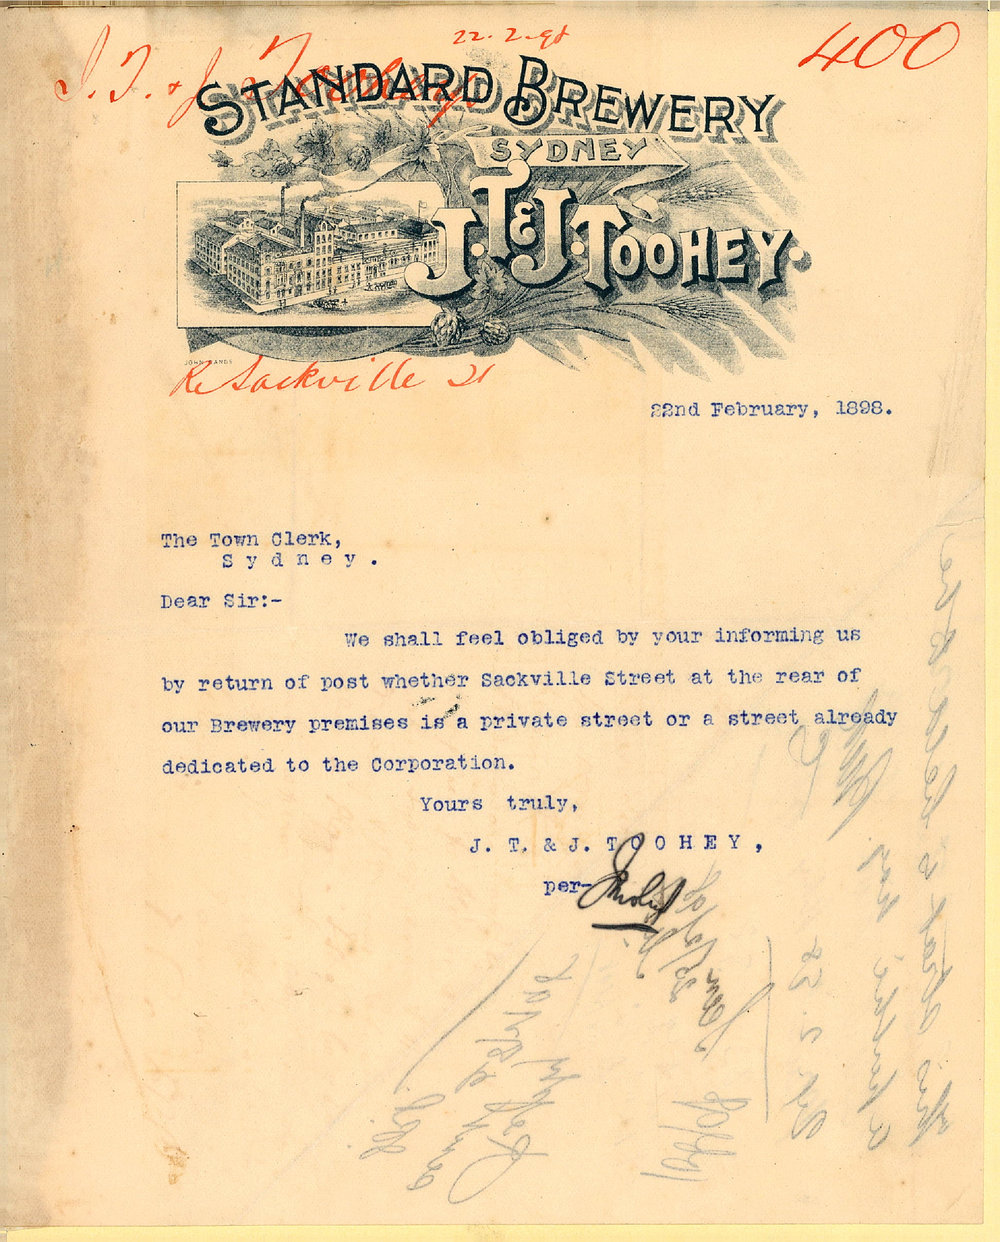 J. T. & J. Toohey
22. 2. 98
400
STANDARD BREWERY
SYDNEY
J. T. & J. TOOHEY.
JOHN SANDS
Re Sackville St
22nd February, 1898.
The Town Clerk,
S y d n e y .
Dear Sir:-
We shall feel obliged by your informing us
by return of post whether Sackville Street at the rear of
our Brewery premises is a private street or a street already
dedicated to the Corporation.
Yours truly,
J. T. & J. T O O H E Y ,
per-